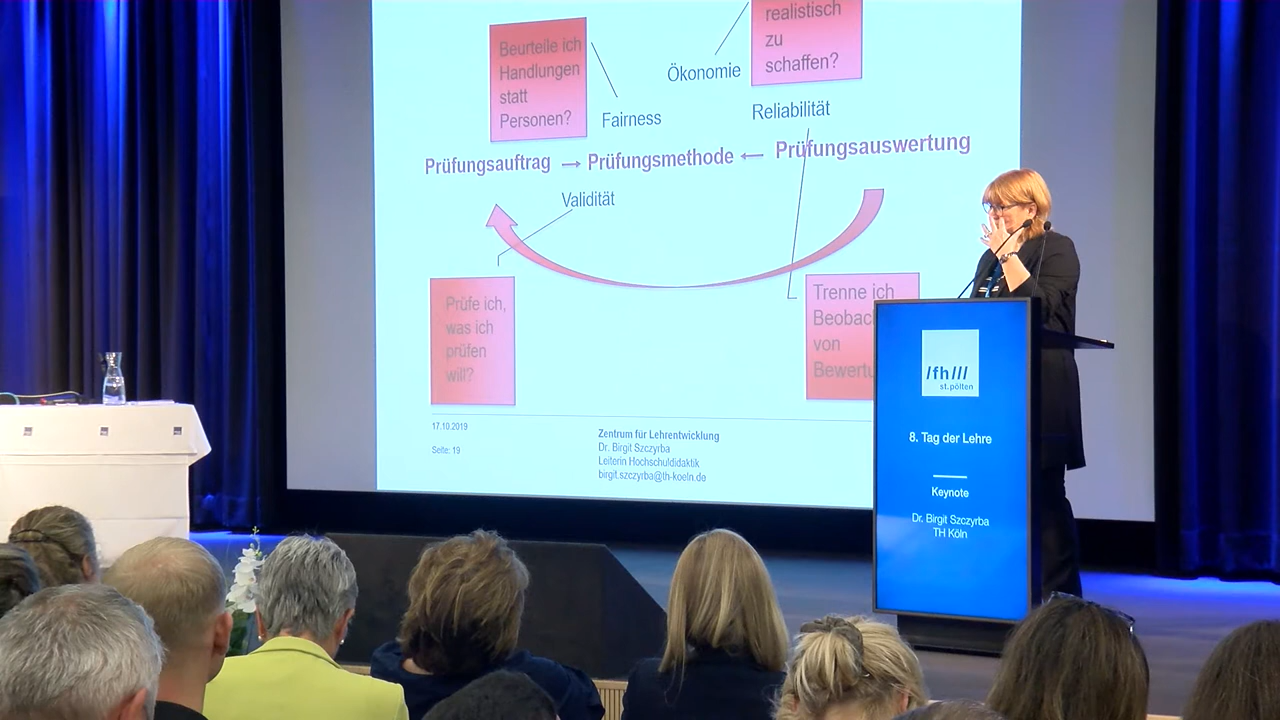 Beurteile ich
Handlungen
statt
Personen?
Fairness
Ökonomie
realistisch
zu
schaffen?
Reliabilität
Prüfungsauftrag → Prüfungsmethode ← Prüfungsauswertung
Validität
Prüfe ich,
was ich
prüfen
will?
Trenne ich
von
17.10.2019
Seite: 19
Zentrum für Lehrentwicklung
Dr. Birgit Szczyrba
Leiterin Hochschuldidaktik
birgit.szczyrba@th-koeln.de
/fh///
st.pölten
8. Tag der Lehre
Keynote
Dr. Birgit Szczyrba
TH Köln